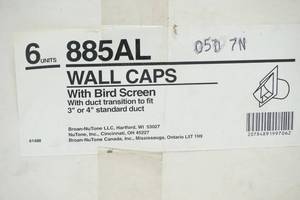 6 UNITS 885AL
05D 7N
WALL CAPS
With Bird Screen
With duct transition to fit
3" or 4" standard duct
Broan-NuTone LLC, Hartford, WI 53027
NuTone, Inc., Cincinnati, OH 45227
Broan-NuTone Canada, Inc., Mississauga, Ontario L5T 1H9